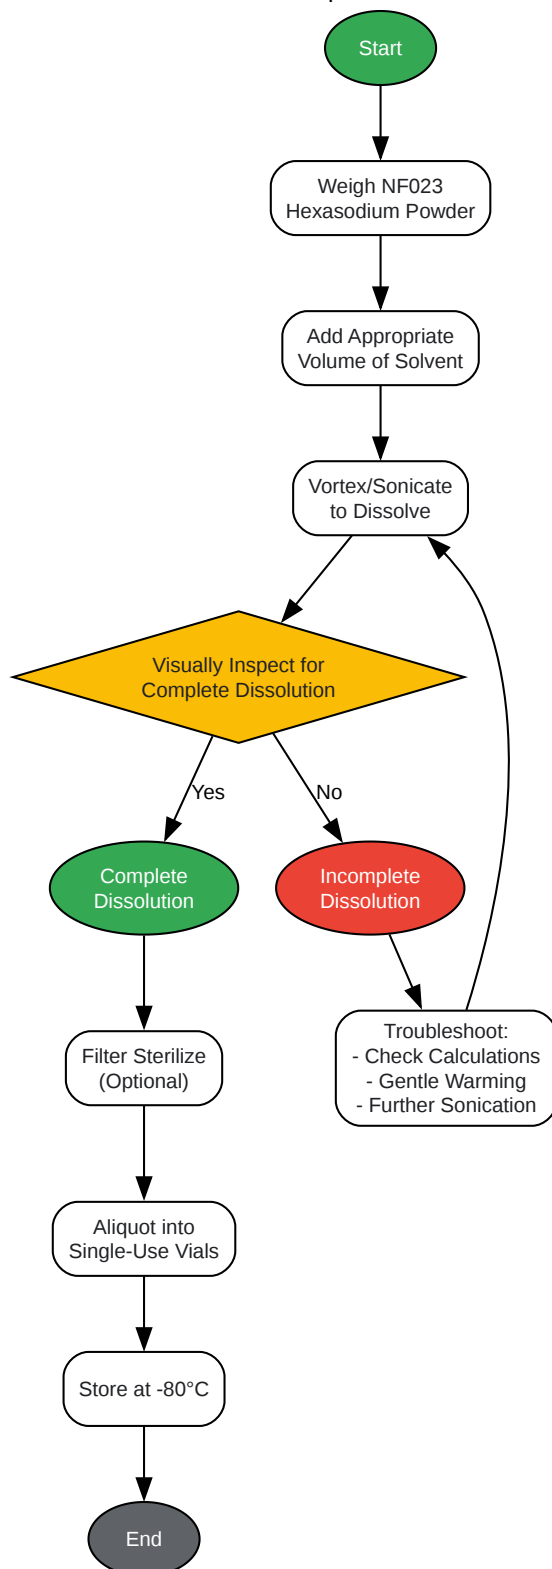 Start
Weigh NF023
Hexasodium Powder
Add Appropriate
Volume of Solvent
Vortex/Sonicate
to Dissolve
Visually Inspect for
Complete Dissolution
Yes
No
Complete
Dissolution
Incomplete
Dissolution
Filter Sterilize
(Optional)
Troubleshoot:
- Check Calculations
- Gentle Warming
- Further Sonication
Aliquot into
Single-Use Vials
Store at -80°C
End